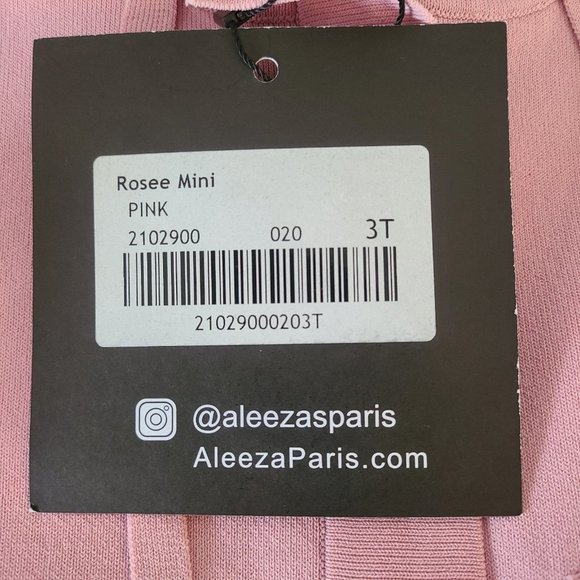 Rosee Mini
PINK
2102900 020 3T
21029000203T
@aleezasparis
AleezaParis.com